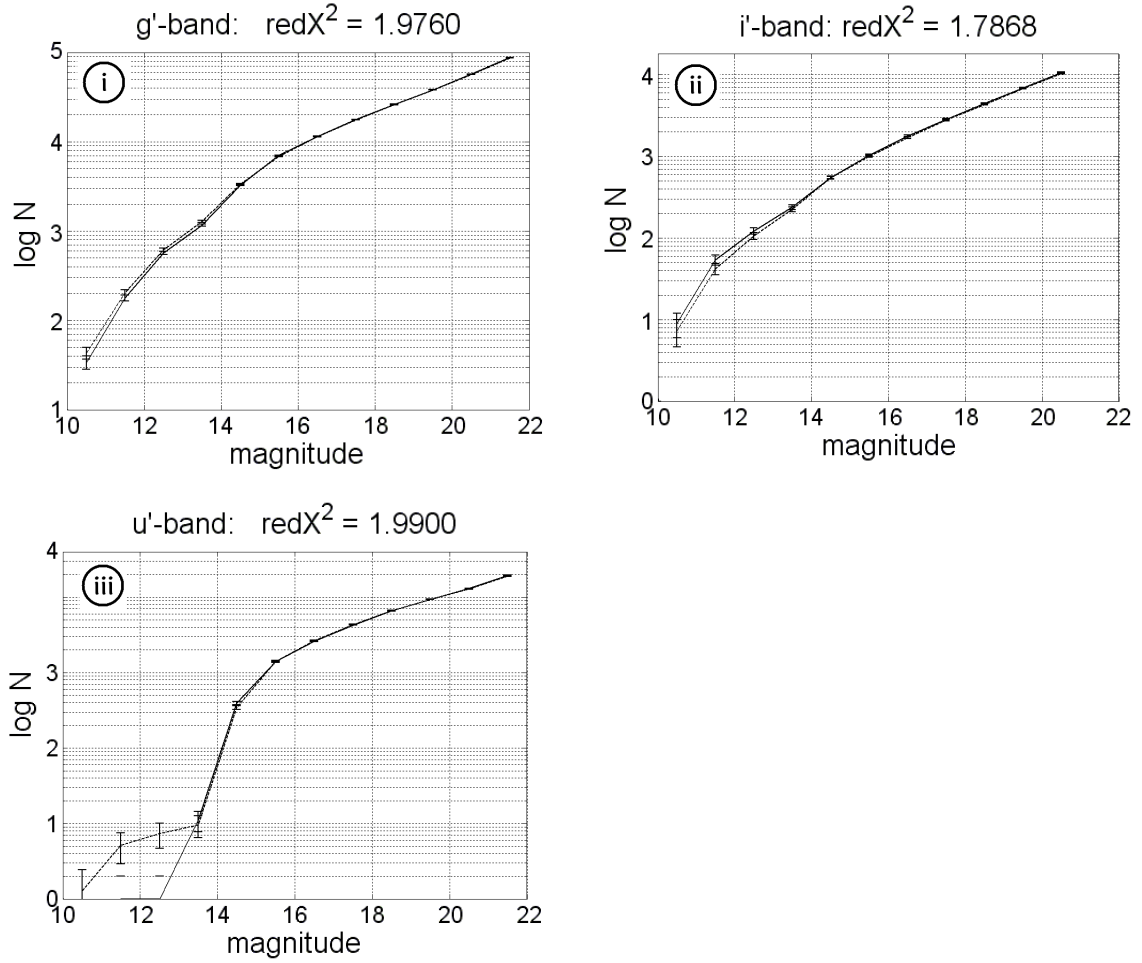 g'-band: redX² = 1.9760
i
5
4
3
2
1
log N
10 12 14 16 18 20 22
magnitude
i'-band: redX² = 1.7868
ii
4
3
2
1
0
log N
10 12 14 16 18 20 22
magnitude
u'-band: redX² = 1.9900
iii
4
3
2
1
0
log N
10 12 14 16 18 20 22
magnitude